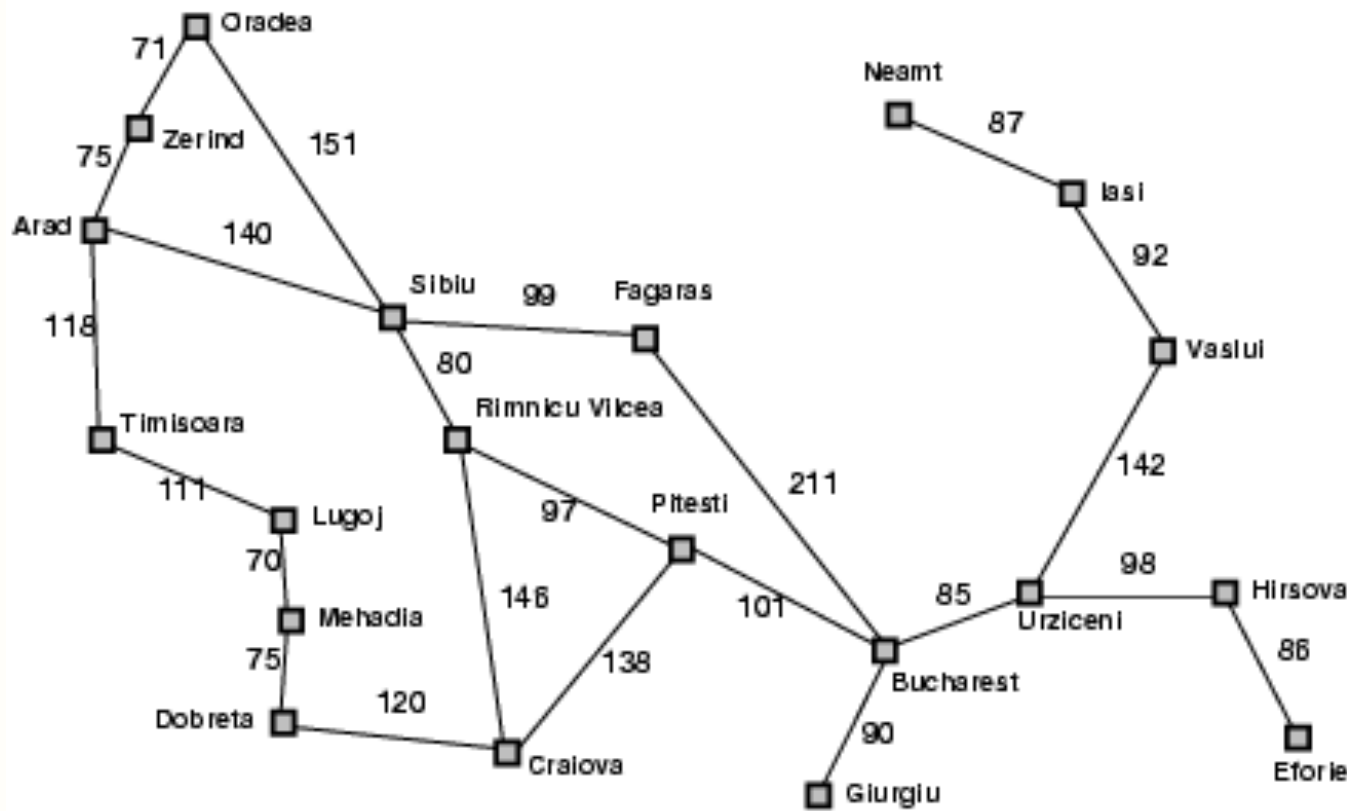 Oradea
71
Neamt
87
Zerind
151
75
Iasi
Arad
140
92
Sibiu
99
Fagaras
118
80
Vaslui
Timisoara
Rimnicu Vilcea
142
111
97
Pitesti
211
Lugoj
70
98
146
101
85
Hirsova
Mehadia
Urziceni
75
138
86
Bucharest
120
Dobreta
90
Craiova
Eforie
Giurgiu